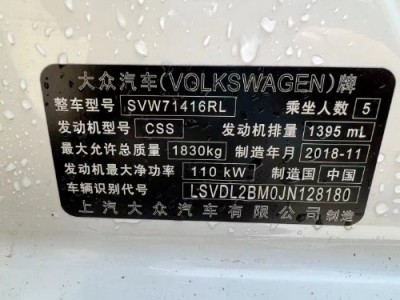 大众汽车(VOLKSWAGEN)牌
整车型号 SVW71416RL 乘坐人数 5
发动机型号 CSS 发动机排量 1395 mL
最大允许总质量 1830kg 制造年月 2018-11
发动机最大净功率 110 kW 制造国 中国
车辆识别代号 LSVDL2BM0JN128180
上汽大众汽车有限公司 制造